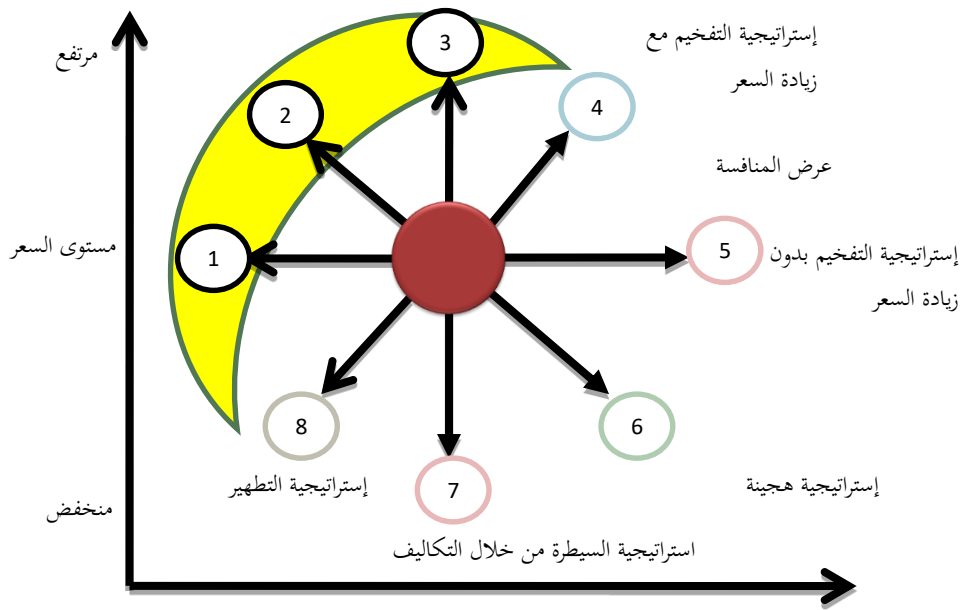 إستراتيجية التفخيم مع
زيادة السعر
مرتفع
3
4
2
عرض المنافسة
مستوى السعر
1
5
إستراتيجية التفخيم بدون
زيادة السعر
8
6
إستراتيجية التطهير
7
إستراتيجية هجينة
منخفض
استراتيجية السيطرة من خلال التكاليف